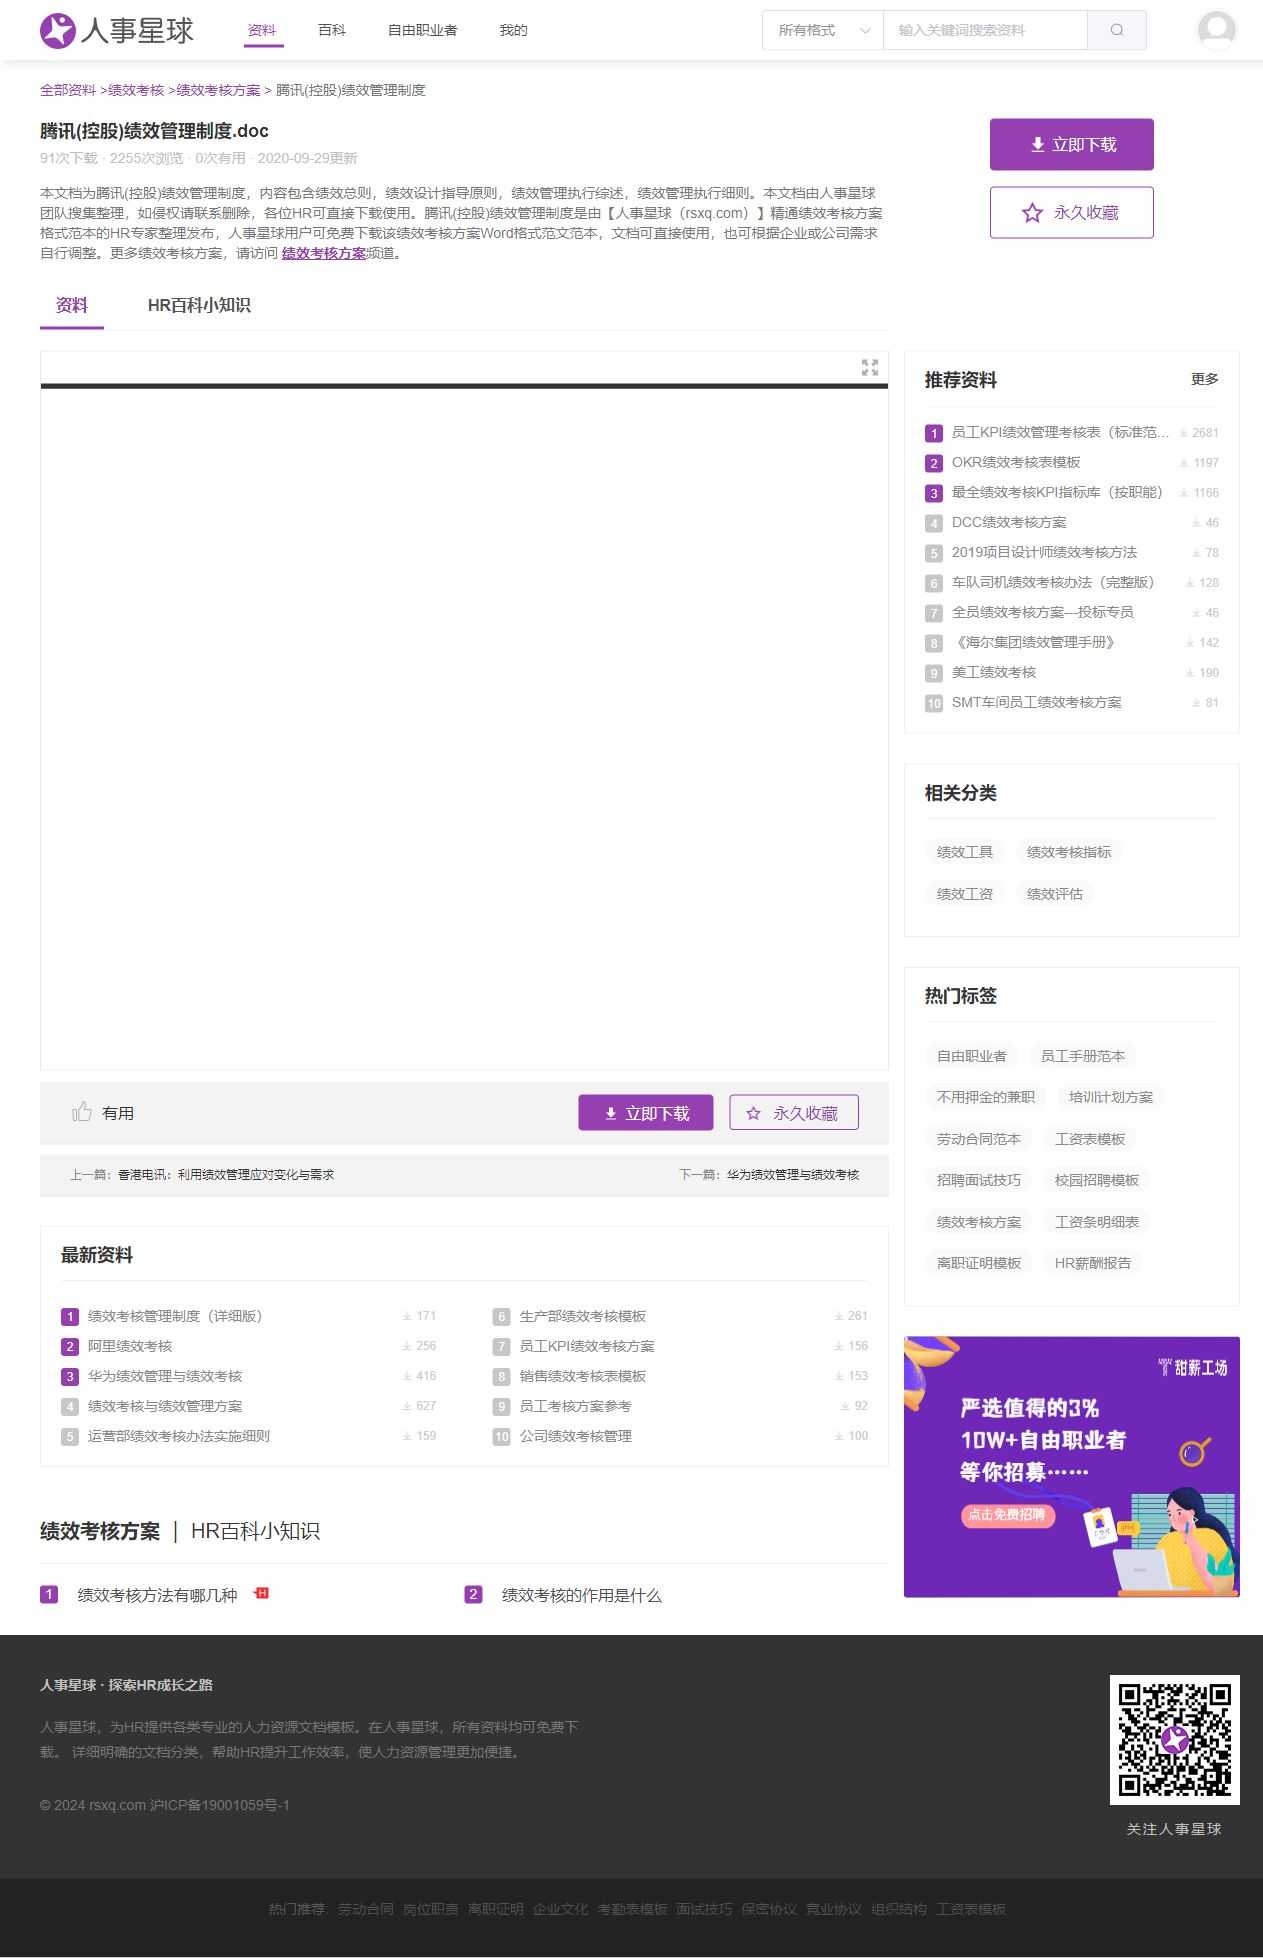 人事星球
资料 百科 自由职业者 我的
所有格式 输入关键词搜索资料
全部资料 >绩效考核 >绩效考核方案 > 腾讯(控股)绩效管理制度
腾讯(控股)绩效管理制度.doc
91次下载 · 2255次浏览 · 0次有用 · 2020-09-29更新
立即下载
永久收藏
本文档为腾讯(控股)绩效管理制度，内容包含绩效总则，绩效设计指导原则，绩效管理执行综述，绩效管理执行细则。本文档由人事星球
团队搜集整理，如侵权请联系删除，各位HR可直接下载使用。腾讯(控股)绩效管理制度是由【人事星球（rsxq.com）】精通绩效考核方案
格式范本的HR专家整理发布，人事星球用户可免费下载该绩效考核方案Word格式范文范本，文档可直接使用，也可根据企业或公司需求
自行调整。更多绩效考核方案，请访问 绩效考核方案频道。
资料 HR百科小知识
推荐资料 更多
1 员工KPI绩效管理考核表（标准范... 2681
2 OKR绩效考核表模板 1197
3 最全绩效考核KPI指标库（按职能） 1166
4 DCC绩效考核方案 46
5 2019项目设计师绩效考核方法 78
6 车队司机绩效考核办法（完整版） 128
7 全员绩效考核方案—投标专员 46
8 《海尔集团绩效管理手册》 142
9 美工绩效考核 190
10 SMT车间员工绩效考核方案 81
相关分类
绩效工具 绩效考核指标
绩效工资 绩效评估
热门标签
自由职业者 员工手册范本
不用押金的兼职 培训计划方案
劳动合同范本 工资表模板
招聘面试技巧 校园招聘模板
绩效考核方案 工资条明细表
离职证明模板 HR薪酬报告
有用 立即下载 永久收藏
上一篇：香港电讯：利用绩效管理应对变化与需求 下一篇：华为绩效管理与绩效考核
最新资料
1 绩效考核管理制度（详细版） 171 6 生产部绩效考核模板 261
2 阿里绩效考核 256 7 员工KPI绩效考核方案 156
3 华为绩效管理与绩效考核 416 8 销售绩效考核表模板 153
4 绩效考核与绩效管理方案 627 9 员工考核方案参考 92
5 运营部绩效考核办法实施细则 159 10 公司绩效考核管理 100
甜薪工场
严选值得的3%
10W+自由职业者
等你招募······
点击免费招聘
绩效考核方案 | HR百科小知识
1 绩效考核方法有哪几种 H 2 绩效考核的作用是什么
人事星球 · 探索HR成长之路
人事星球，为HR提供各类专业的人力资源文档模板。在人事星球，所有资料均可免费下
载。 详细明确的文档分类，帮助HR提升工作效率，使人力资源管理更加便捷。
© 2024 rsxq.com 沪ICP备19001059号-1
关注人事星球
热门推荐: 劳动合同 岗位职责 离职证明 企业文化 考勤表模板 面试技巧 保密协议 竞业协议 组织结构 工资表模板